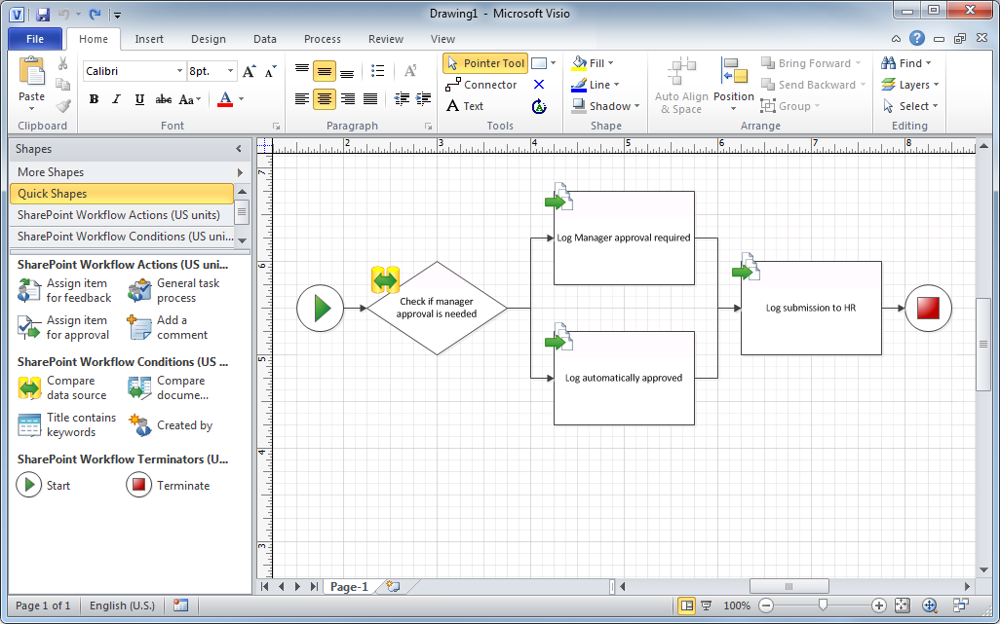 Drawing1 - Microsoft Visio
File Home Insert Design Data Process Review View
Calibri 8pt. Pointer Tool Fill Bring Forward Find
Paste Connector Line Auto Align & Space Position Send Backward Layers
B I U abc Aa A Text Shadow Group Select
Clipboard Font Paragraph Tools Shape Arrange Editing
Shapes
More Shapes
Quick Shapes
SharePoint Workflow Actions (US units)
SharePoint Workflow Conditions (US uni...
SharePoint Workflow Actions (US uni...
Assign item for feedback General task process
Assign item for approval Add a comment
SharePoint Workflow Conditions (US ...
Compare data source Compare docume...
Title contains keywords Created by
SharePoint Workflow Terminators (U...
Start Terminate
2 3 4 5 6 7 8
7
6
5
4
3
Check if manager
approval is needed
Log Manager approval required
Log automatically approved
Log submission to HR
Page-1
Page 1 of 1 English (U.S.) 100%